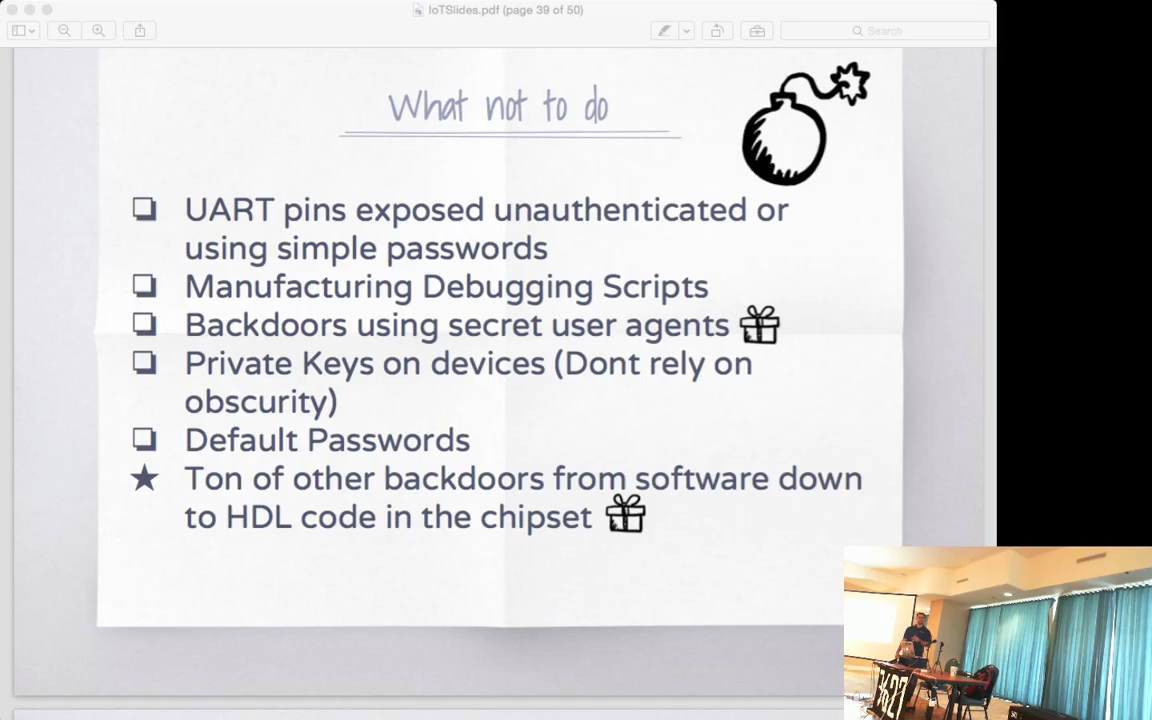 IoTSlides.pdf (page 39 of 50)
Search
What not to do
UART pins exposed unauthenticated or
using simple passwords
Manufacturing Debugging Scripts
Backdoors using secret user agents
Private Keys on devices (Dont rely on
obscurity)
Default Passwords
Ton of other backdoors from software down
to HDL code in the chipset